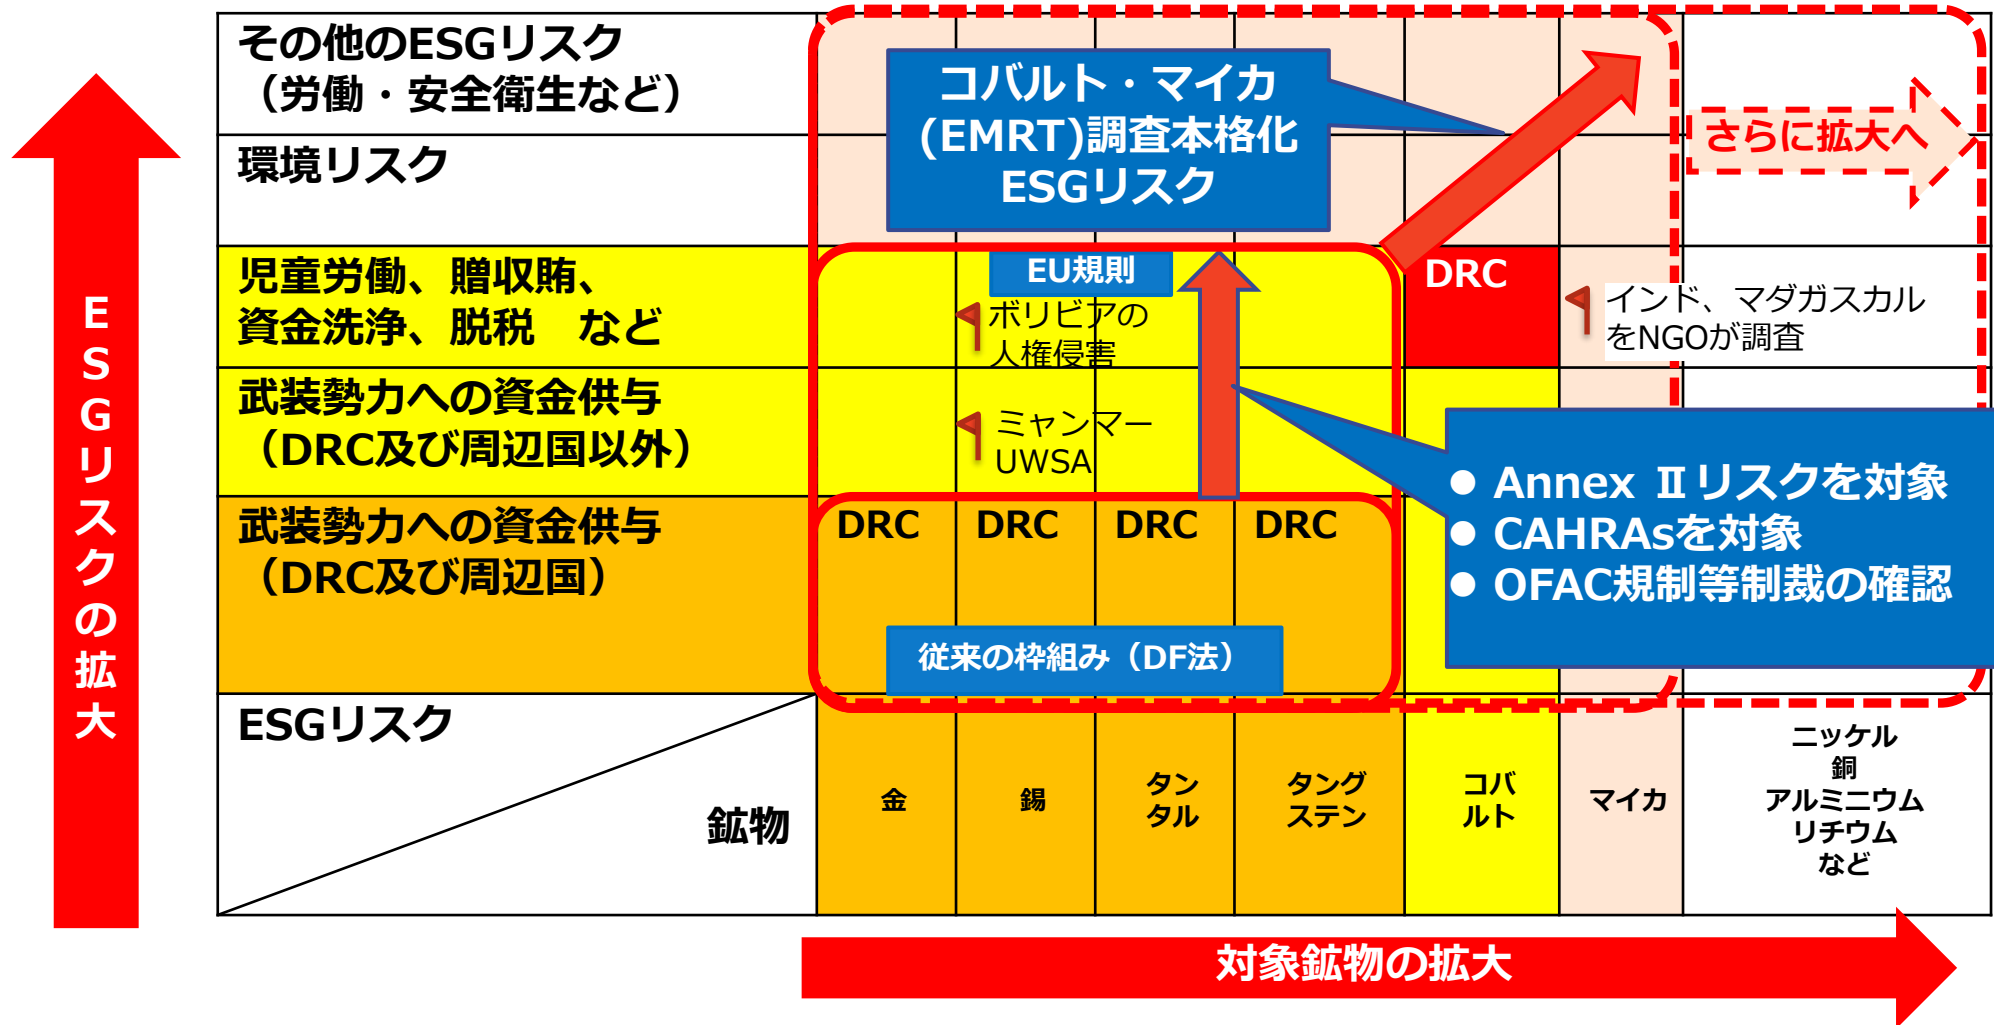 ESGリスクの拡大
その他のESGリスク
（労働・安全衛生など）
コバルト・マイカ
(EMRT)調査本格化
ESGリスク
さらに拡大へ
環境リスク
児童労働、贈収賄、
資金洗浄、脱税　など
EU規則
ボリビアの
人権侵害
DRC
インド、マダガスカル
をNGOが調査
武装勢力への資金供与
（DRC及び周辺国以外）
ミャンマー
UWSA
● Annex Ⅱリスクを対象
● CAHRAsを対象
● OFAC規制等制裁の確認
武装勢力への資金供与
（DRC及び周辺国）
DRC
DRC
DRC
DRC
従来の枠組み（DF法）
ESGリスク
鉱物
金
錫
タン
タル
タング
ステン
コバ
ルト
マイカ
ニッケル
銅
アルミニウム
リチウム
など
対象鉱物の拡大